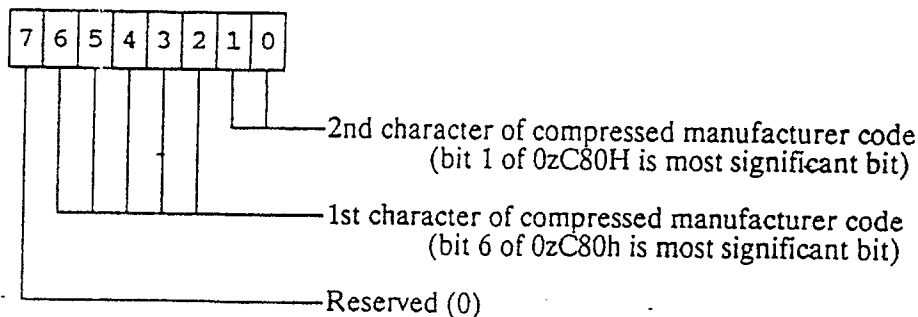 7 6 5 4 3 2 1 0
2nd character of compressed manufacturer code
(bit 1 of 0zC80H is most significant bit)
1st character of compressed manufacturer code
(bit 6 of 0zC80h is most significant bit)
Reserved (0)